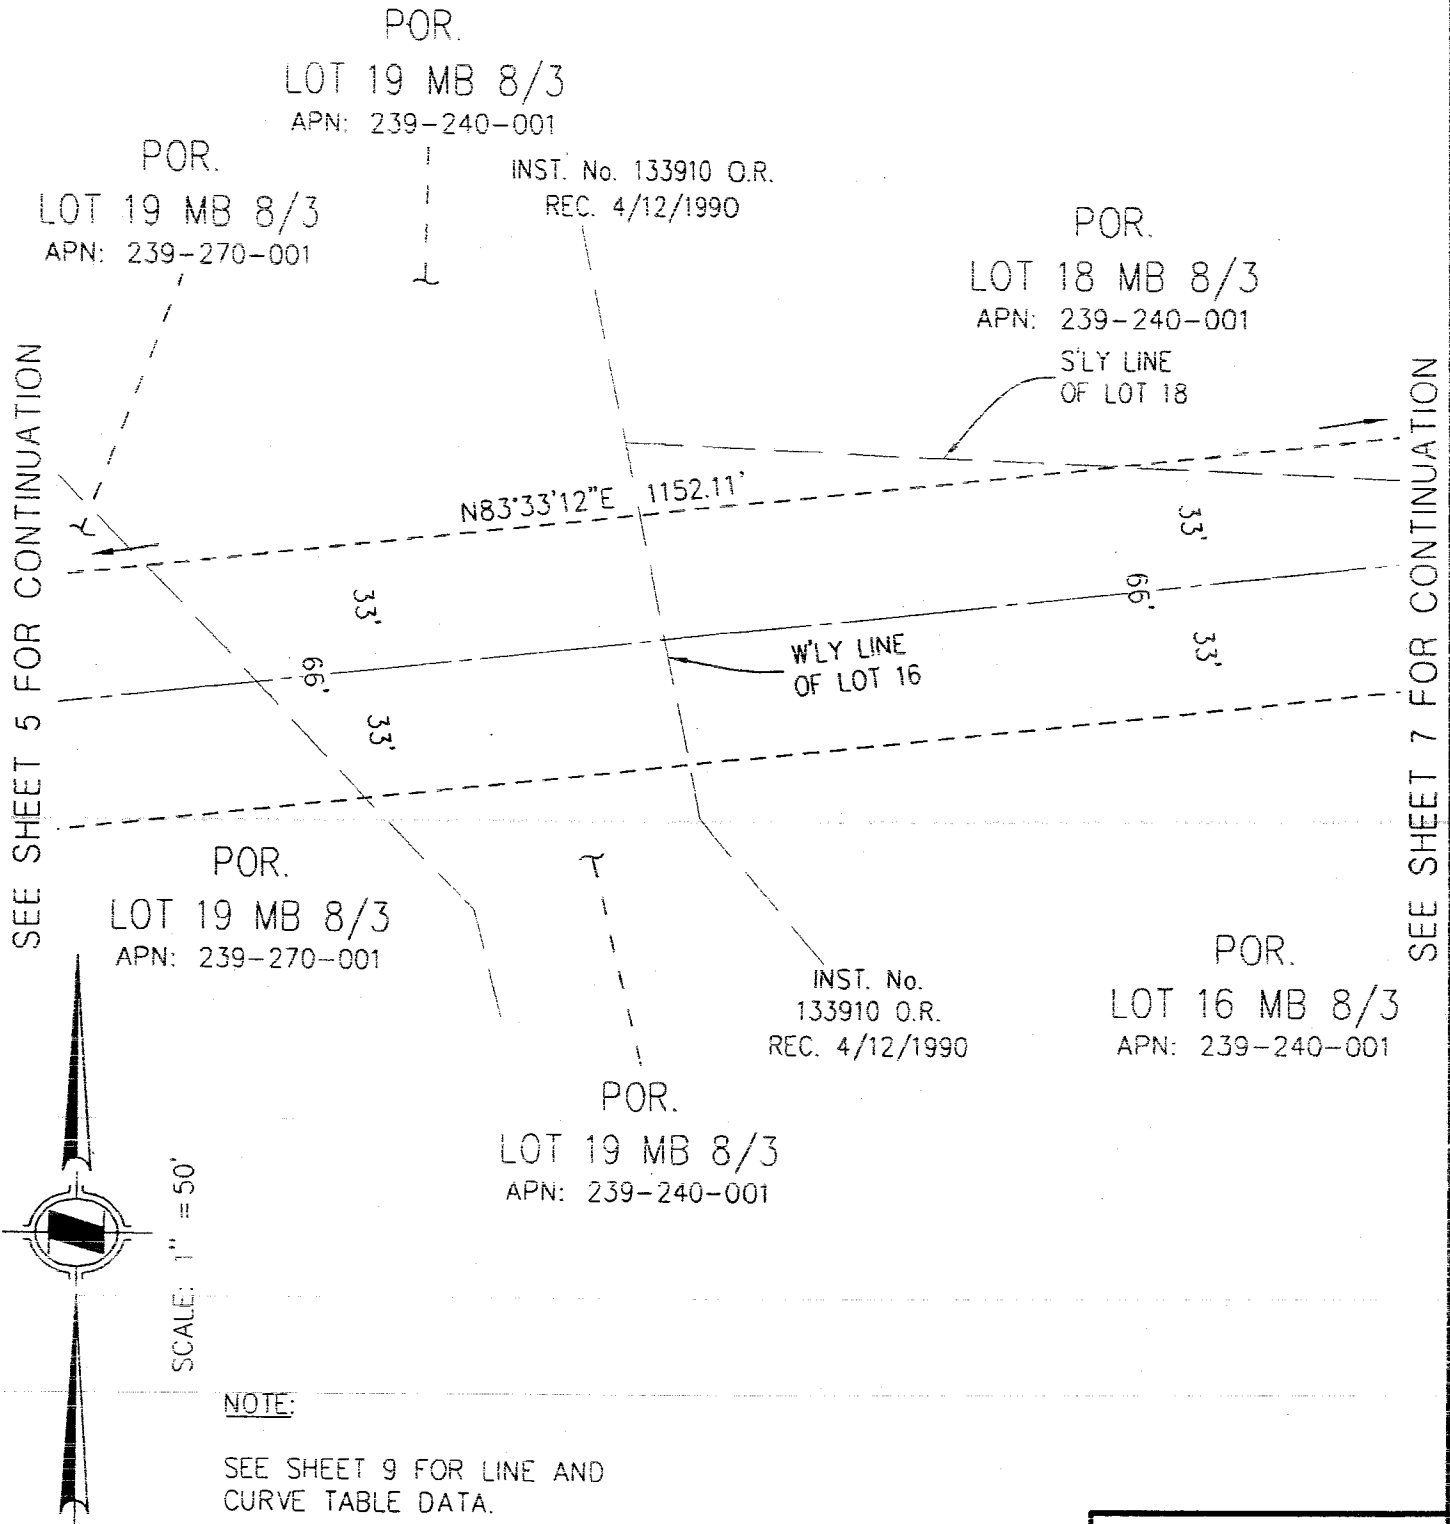 POR.
LOT 19 MB 8/3
APN: 239-240-001
POR.
LOT 19 MB 8/3
APN: 239-270-001
INST. No. 133910 O.R.
REC. 4/12/1990
POR.
LOT 18 MB 8/3
APN: 239-240-001
S'LY LINE
OF LOT 18
SEE SHEET 5 FOR CONTINUATION
SEE SHEET 7 FOR CONTINUATION
N83°33'12"E 1152.11'
33'
66'
33'
33'
66'
33'
W'LY LINE
OF LOT 16
POR.
LOT 19 MB 8/3
APN: 239-270-001
INST. No.
133910 O.R.
REC. 4/12/1990
POR.
LOT 16 MB 8/3
APN: 239-240-001
POR.
LOT 19 MB 8/3
APN: 239-240-001
SCALE: 1" = 50'
NOTE:
SEE SHEET 9 FOR LINE AND
CURVE TABLE DATA.